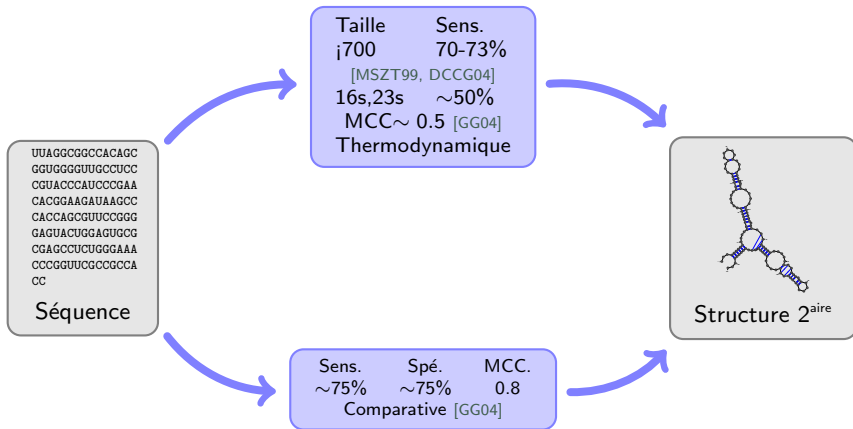 Taille Sens.
¡700 70-73%
[MSZT99, DCCG04]
16s,23s ∼50%
MCC∼ 0.5 [GG04]
Thermodynamique
UUAGGCGGCCACAGC
GGUGGGGUUGCCUCC
CGUACCCAUCCCGAA
CACGGAAGAUAAGCC
CACCAGCGUUCCGGG
GAGUACUGGAGUGCG
CGAGCCUCUGGGAAA
CCCGGUUCGCCGCCA
CC
Séquence
Structure 2aire
Sens. Spé. MCC.
∼75% ∼75% 0.8
Comparative [GG04]